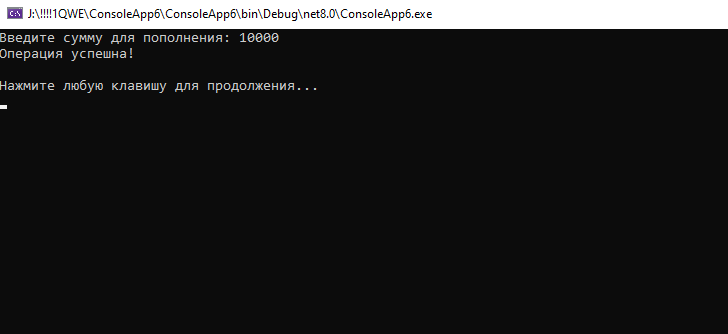 J:\!!!!1QWE\ConsoleApp6\ConsoleApp6\bin\Debug\net8.0\ConsoleApp6.exe
Введите сумму для пополнения: 10000
Операция успешна!
Нажмите любую клавишу для продолжения...